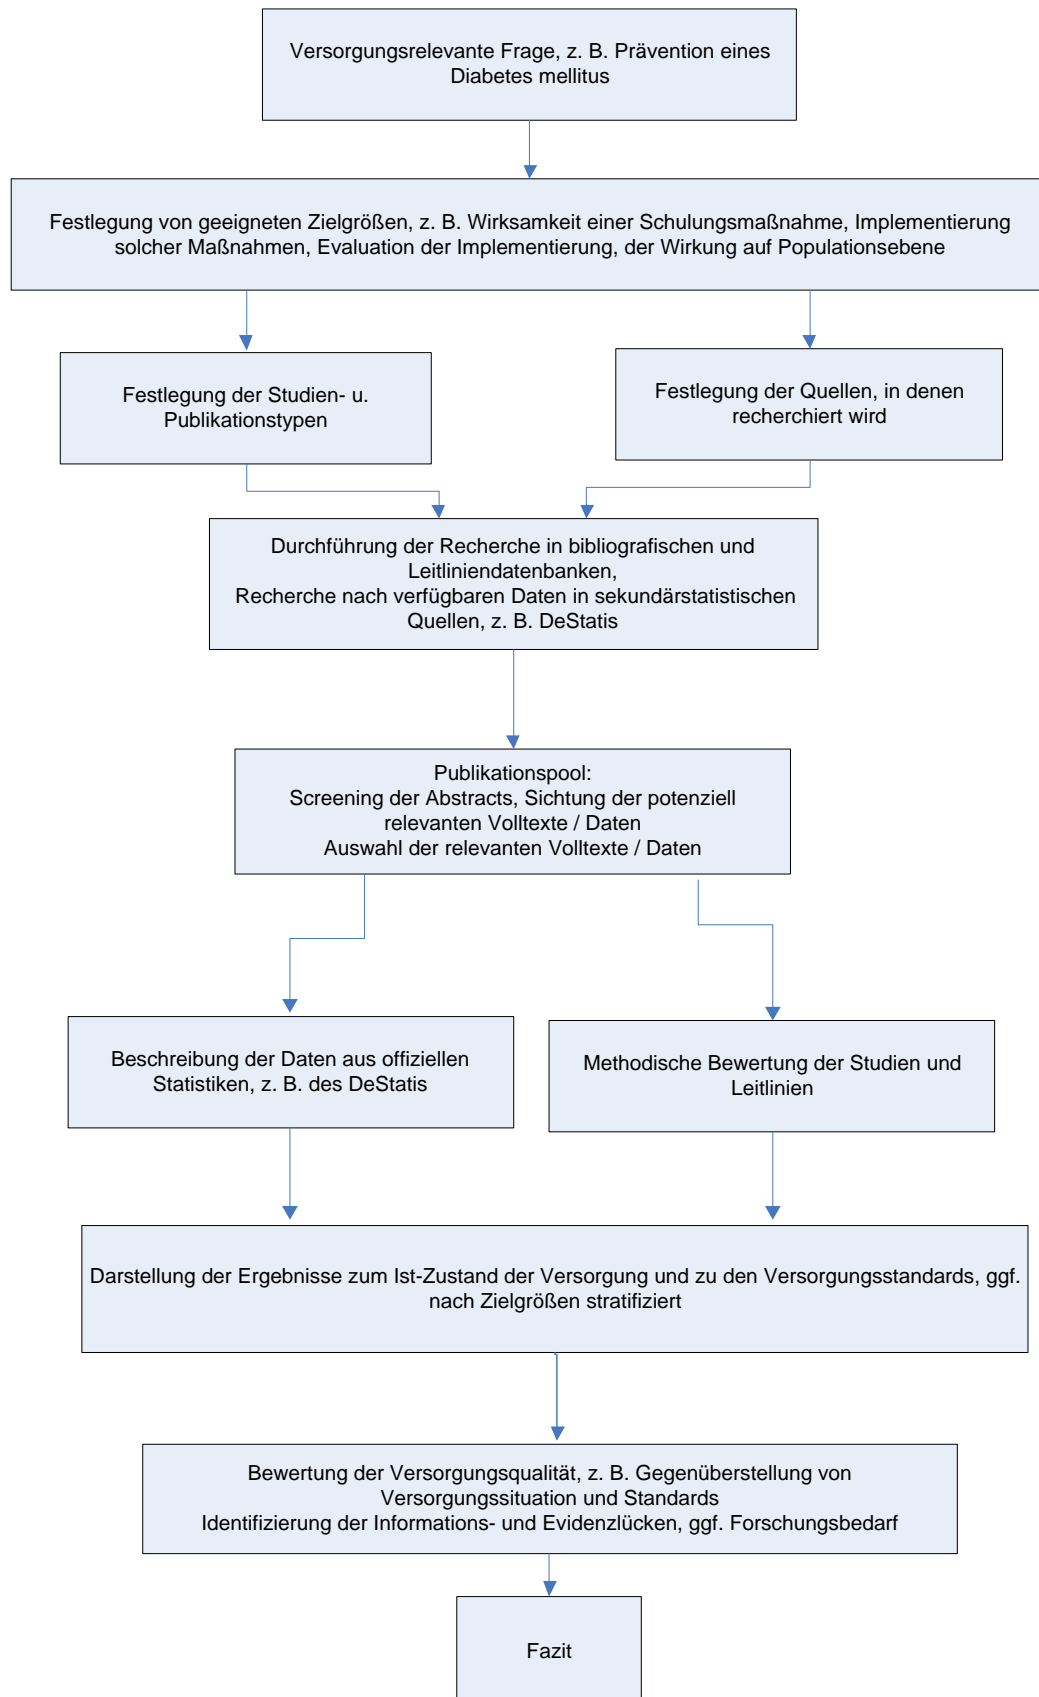 Versorgungsrelevante Frage, z. B. Prävention eines
Diabetes mellitus
Festlegung von geeigneten Zielgrößen, z. B. Wirksamkeit einer Schulungsmaßnahme, Implementierung
solcher Maßnahmen, Evaluation der Implementierung, der Wirkung auf Populationsebene
Festlegung der Studien- u.
Publikationstypen
Festlegung der Quellen, in denen
recherchiert wird
Durchführung der Recherche in bibliografischen und
Leitliniendatenbanken,
Recherche nach verfügbaren Daten in sekundärstatistischen
Quellen, z. B. DeStatis
Publikationspool:
Screening der Abstracts, Sichtung der potenziell
relevanten Volltexte / Daten
Auswahl der relevanten Volltexte / Daten
Beschreibung der Daten aus offiziellen
Statistiken, z. B. des DeStatis
Methodische Bewertung der Studien und
Leitlinien
Darstellung der Ergebnisse zum Ist-Zustand der Versorgung und zu den Versorgungsstandards, ggf.
nach Zielgrößen stratifiziert
Bewertung der Versorgungsqualität, z. B. Gegenüberstellung von
Versorgungssituation und Standards
Identifizierung der Informations- und Evidenzlücken, ggf. Forschungsbedarf
Fazit